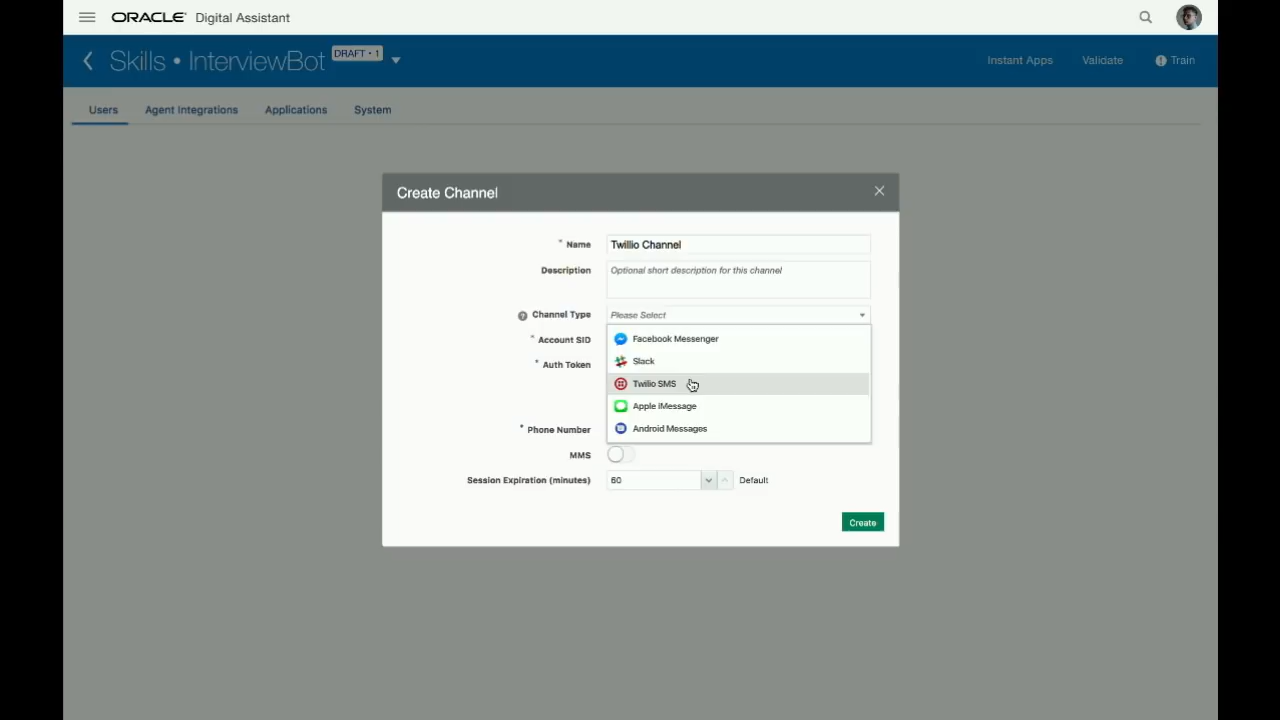 ORACLE Digital Assistant
Skills • InterviewBot DRAFT • 1
Instant Apps Validate Train
Users Agent Integrations Applications System
Create Channel
* Name Twillio Channel
Description Optional short description for this channel
Channel Type Please Select
* Account SID
* Auth Token
Facebook Messenger
Slack
Twilio SMS
Apple iMessage
Android Messages
* Phone Number
MMS
Session Expiration (minutes) 60 Default
Create